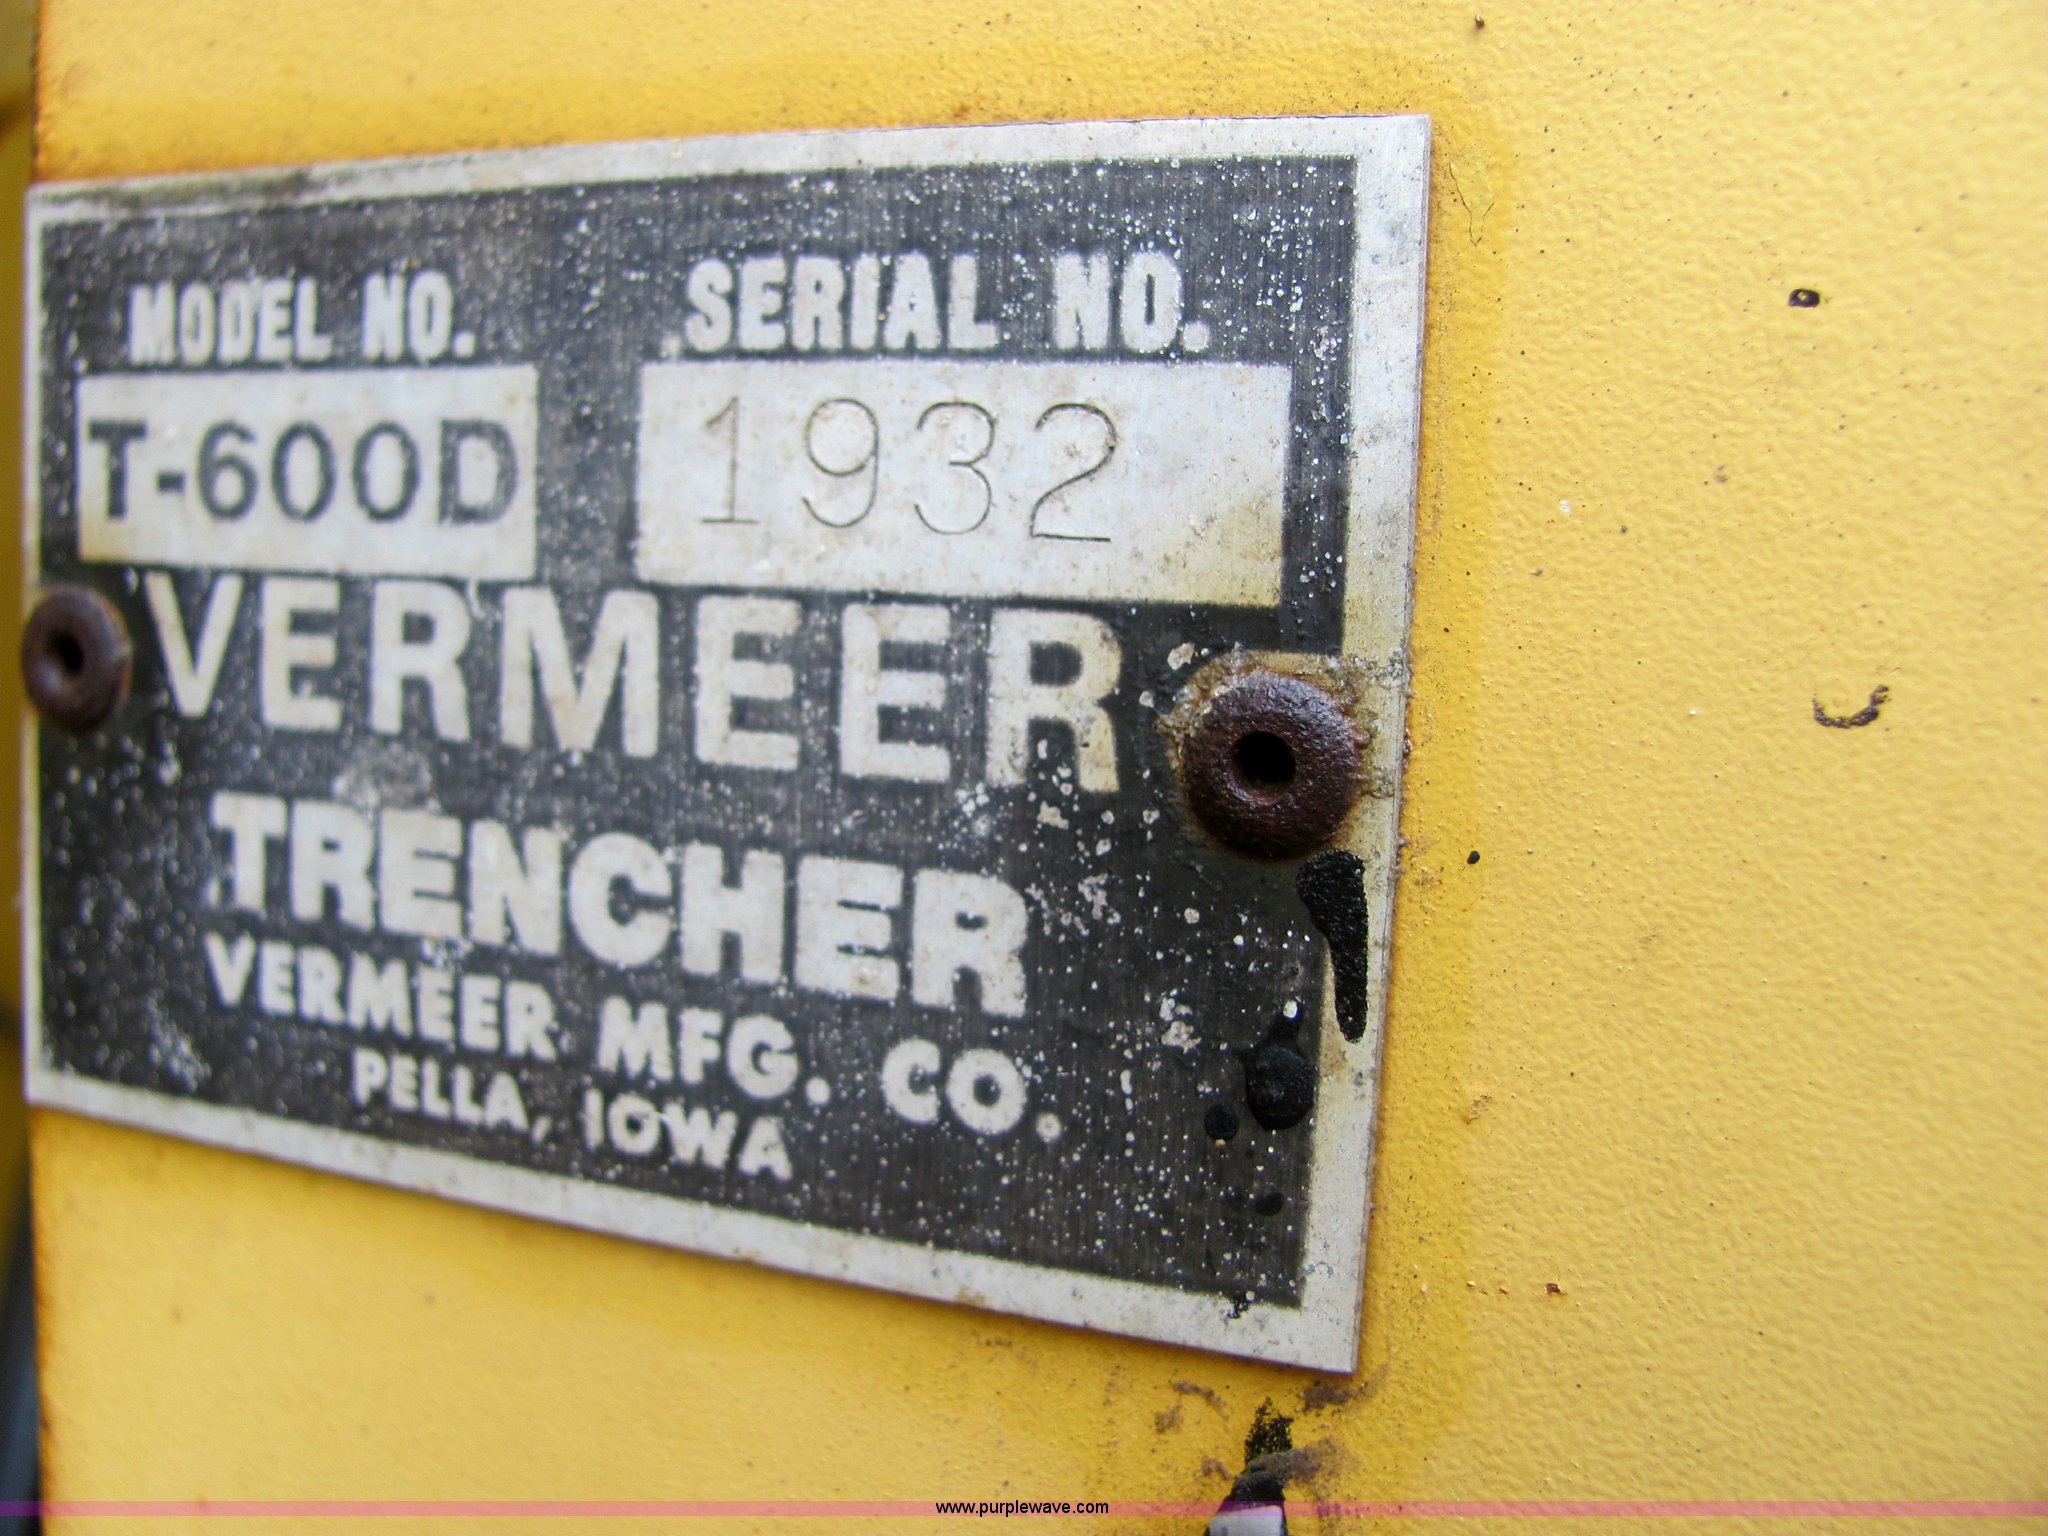 MODEL NO. SERIAL NO.
T-600D 1932
VERMEER
TRENCHER
VERMEER MFG. CO.
PELLA, IOWA
www.purplewave.com